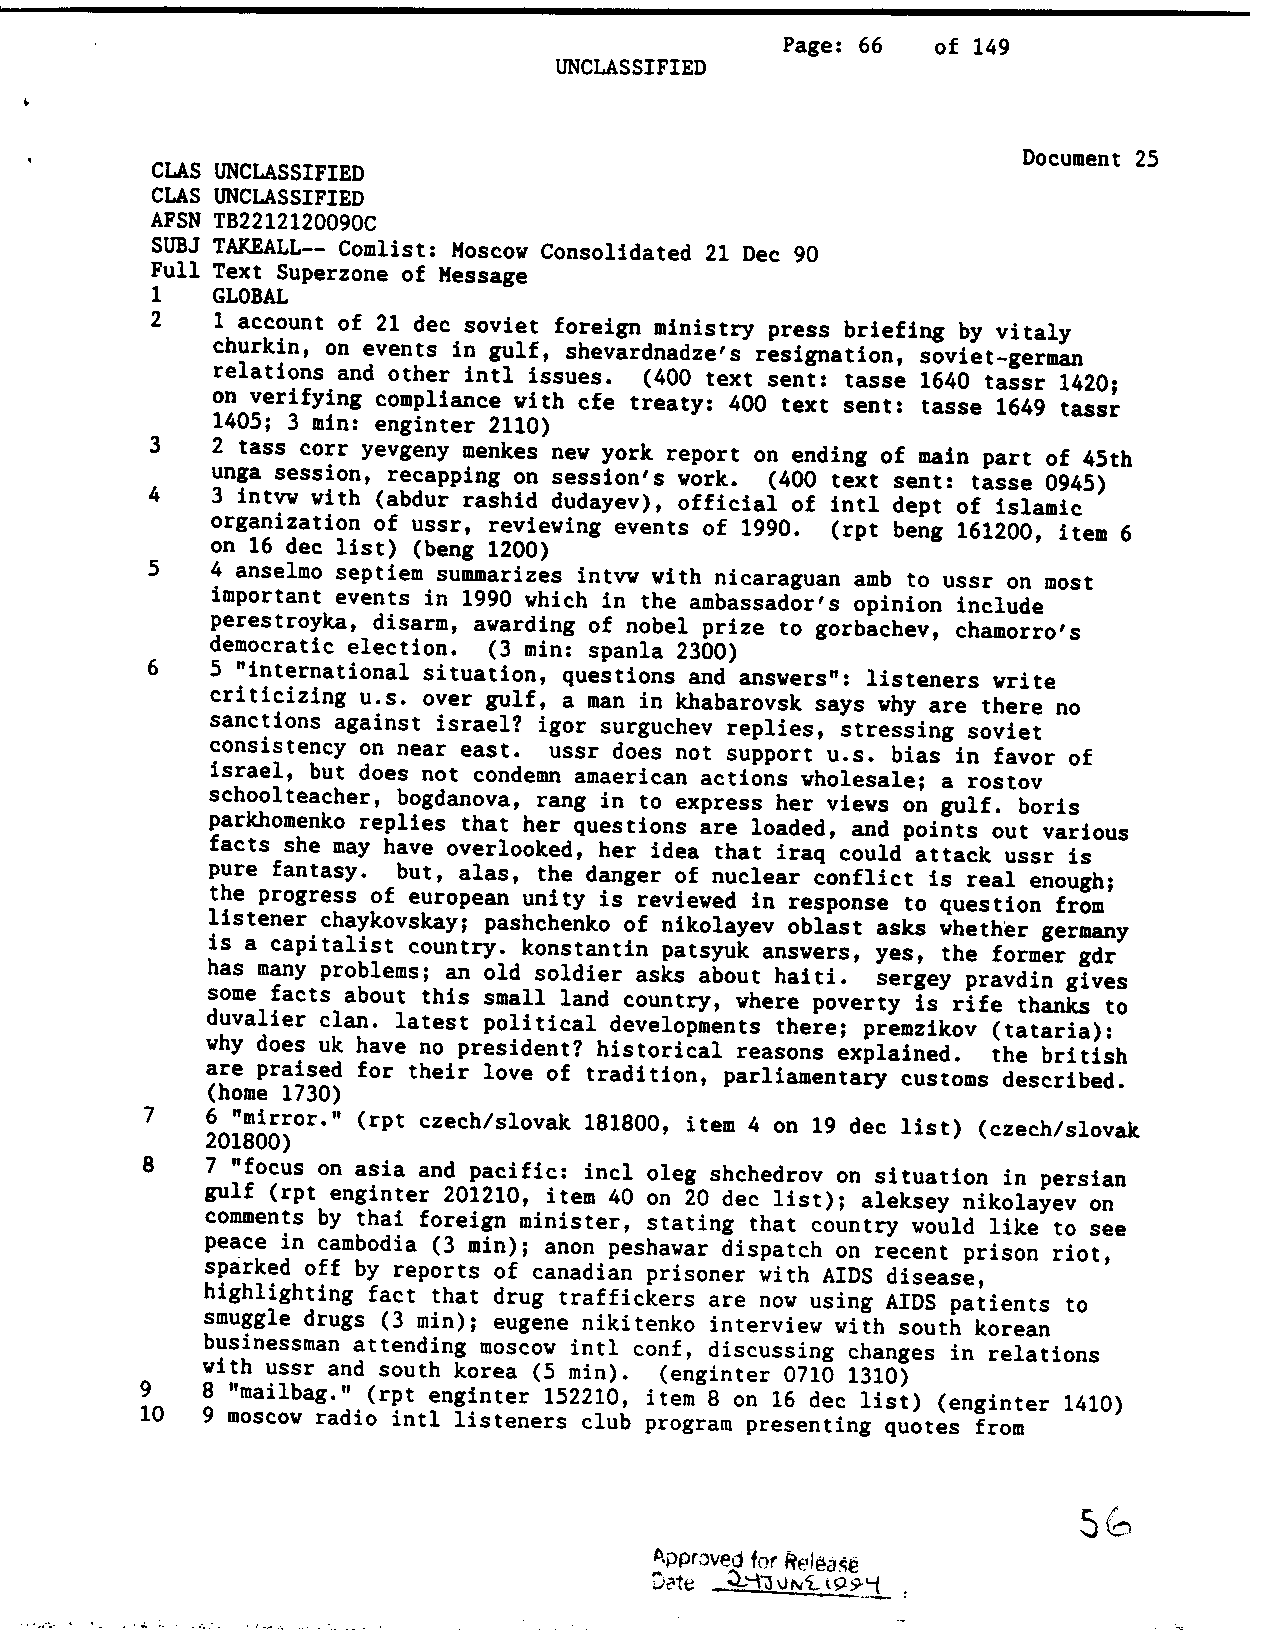 Page: 66 of 149
UNCLASSIFIED
Document 25
CLAS UNCLASSIFIED
CLAS UNCLASSIFIED
AFSN TB2212120090C
SUBJ TAKEALL-- Comlist: Moscow Consolidated 21 Dec 90
Full Text Superzone of Message
1 GLOBAL
2 1 account of 21 dec soviet foreign ministry press briefing by vitaly
churkin, on events in gulf, shevardnadze's resignation, soviet-german
relations and other intl issues. (400 text sent: tasse 1640 tassr 1420;
on verifying compliance with cfe treaty: 400 text sent: tasse 1649 tassr
1405; 3 min: enginter 2110)
3 2 tass corr yevgeny menkes new york report on ending of main part of 45th
unga session, recapping on session's work. (400 text sent: tasse 0945)
4 3 intvw with (abdur rashid dudayev), official of intl dept of islamic
organization of ussr, reviewing events of 1990. (rpt beng 161200, item 6
on 16 dec list) (beng 1200)
5 4 anselmo septiem summarizes intvw with nicaraguan amb to ussr on most
important events in 1990 which in the ambassador's opinion include
perestroyka, disarm, awarding of nobel prize to gorbachev, chamorro's
democratic election. (3 min: spanla 2300)
6 5 "international situation, questions and answers": listeners write
criticizing u.s. over gulf, a man in khabarovsk says why are there no
sanctions against israel? igor surguchev replies, stressing soviet
consistency on near east. ussr does not support u.s. bias in favor of
israel, but does not condemn amaerican actions wholesale; a rostov
schoolteacher, bogdanova, rang in to express her views on gulf. boris
parkhomenko replies that her questions are loaded, and points out various
facts she may have overlooked, her idea that iraq could attack ussr is
pure fantasy. but, alas, the danger of nuclear conflict is real enough;
the progress of european unity is reviewed in response to question from
listener chaykovskay; pashchenko of nikolayev oblast asks whether germany
is a capitalist country. konstantin patsyuk answers, yes, the former gdr
has many problems; an old soldier asks about haiti. sergey pravdin gives
some facts about this small land country, where poverty is rife thanks to
duvalier clan. latest political developments there; premzikov (tataria):
why does uk have no president? historical reasons explained. the british
are praised for their love of tradition, parliamentary customs described.
(home 1730)
7 6 "mirror." (rpt czech/slovak 181800, item 4 on 19 dec list) (czech/slovak
201800)
8 7 "focus on asia and pacific: incl oleg shchedrov on situation in persian
gulf (rpt enginter 201210, item 40 on 20 dec list); aleksey nikolayev on
comments by thai foreign minister, stating that country would like to see
peace in cambodia (3 min); anon peshawar dispatch on recent prison riot,
sparked off by reports of canadian prisoner with AIDS disease,
highlighting fact that drug traffickers are now using AIDS patients to
smuggle drugs (3 min); eugene nikitenko interview with south korean
businessman attending moscow intl conf, discussing changes in relations
with ussr and south korea (5 min). (enginter 0710 1310)
9 8 "mailbag." (rpt enginter 152210, item 8 on 16 dec list) (enginter 1410)
10 9 moscow radio intl listeners club program presenting quotes from
56
Approved for Release
Date 24 JUNE 1994